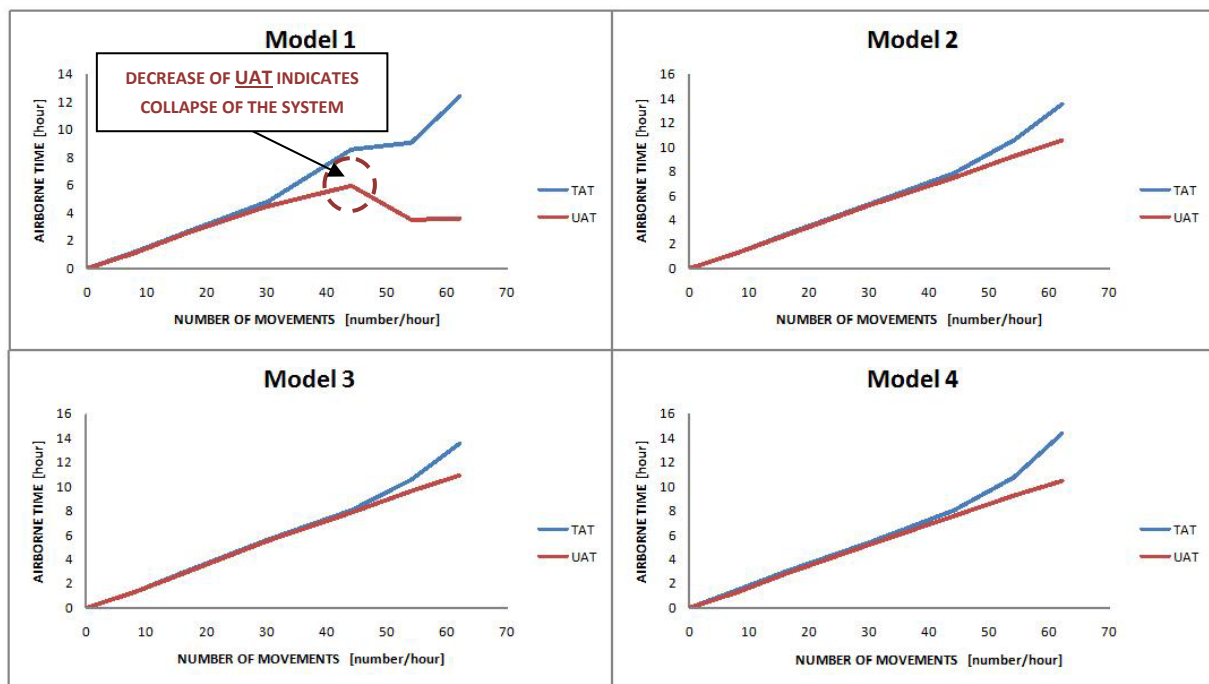 Model 1
DECREASE OF UAT INDICATES
COLLAPSE OF THE SYSTEM
AIRBORNE TIME [hour]
14
12
10
8
6
4
2
0
0 10 20 30 40 50 60 70
NUMBER OF MOVEMENTS [number/hour]
TAT
UAT
Model 2
AIRBORNE TIME [hour]
16
14
12
10
8
6
4
2
0
0 10 20 30 40 50 60 70
NUMBER OF MOVEMENTS [number/hour]
TAT
UAT
Model 3
AIRBORNE TIME [hour]
16
14
12
10
8
6
4
2
0
0 10 20 30 40 50 60 70
NUMBER OF MOVEMENTS [number/hour]
TAT
UAT
Model 4
AIRBORNE TIME [hour]
16
14
12
10
8
6
4
2
0
0 10 20 30 40 50 60 70
NUMBER OF MOVEMENTS [number/hour]
TAT
UAT